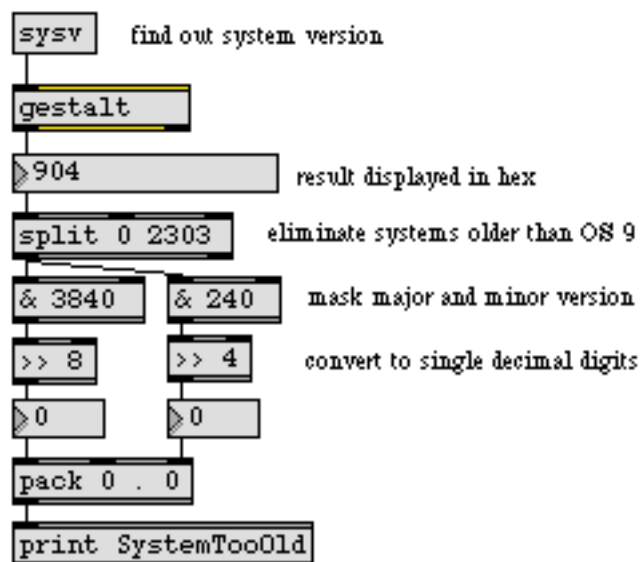 sysv find out system version
gestalt
904 result displayed in hex
split 0 2303 eliminate systems older than OS 9
& 3840 & 240 mask major and minor version
>> 8 >> 4 convert to single decimal digits
0 0
pack 0 . 0
print SystemTooOld